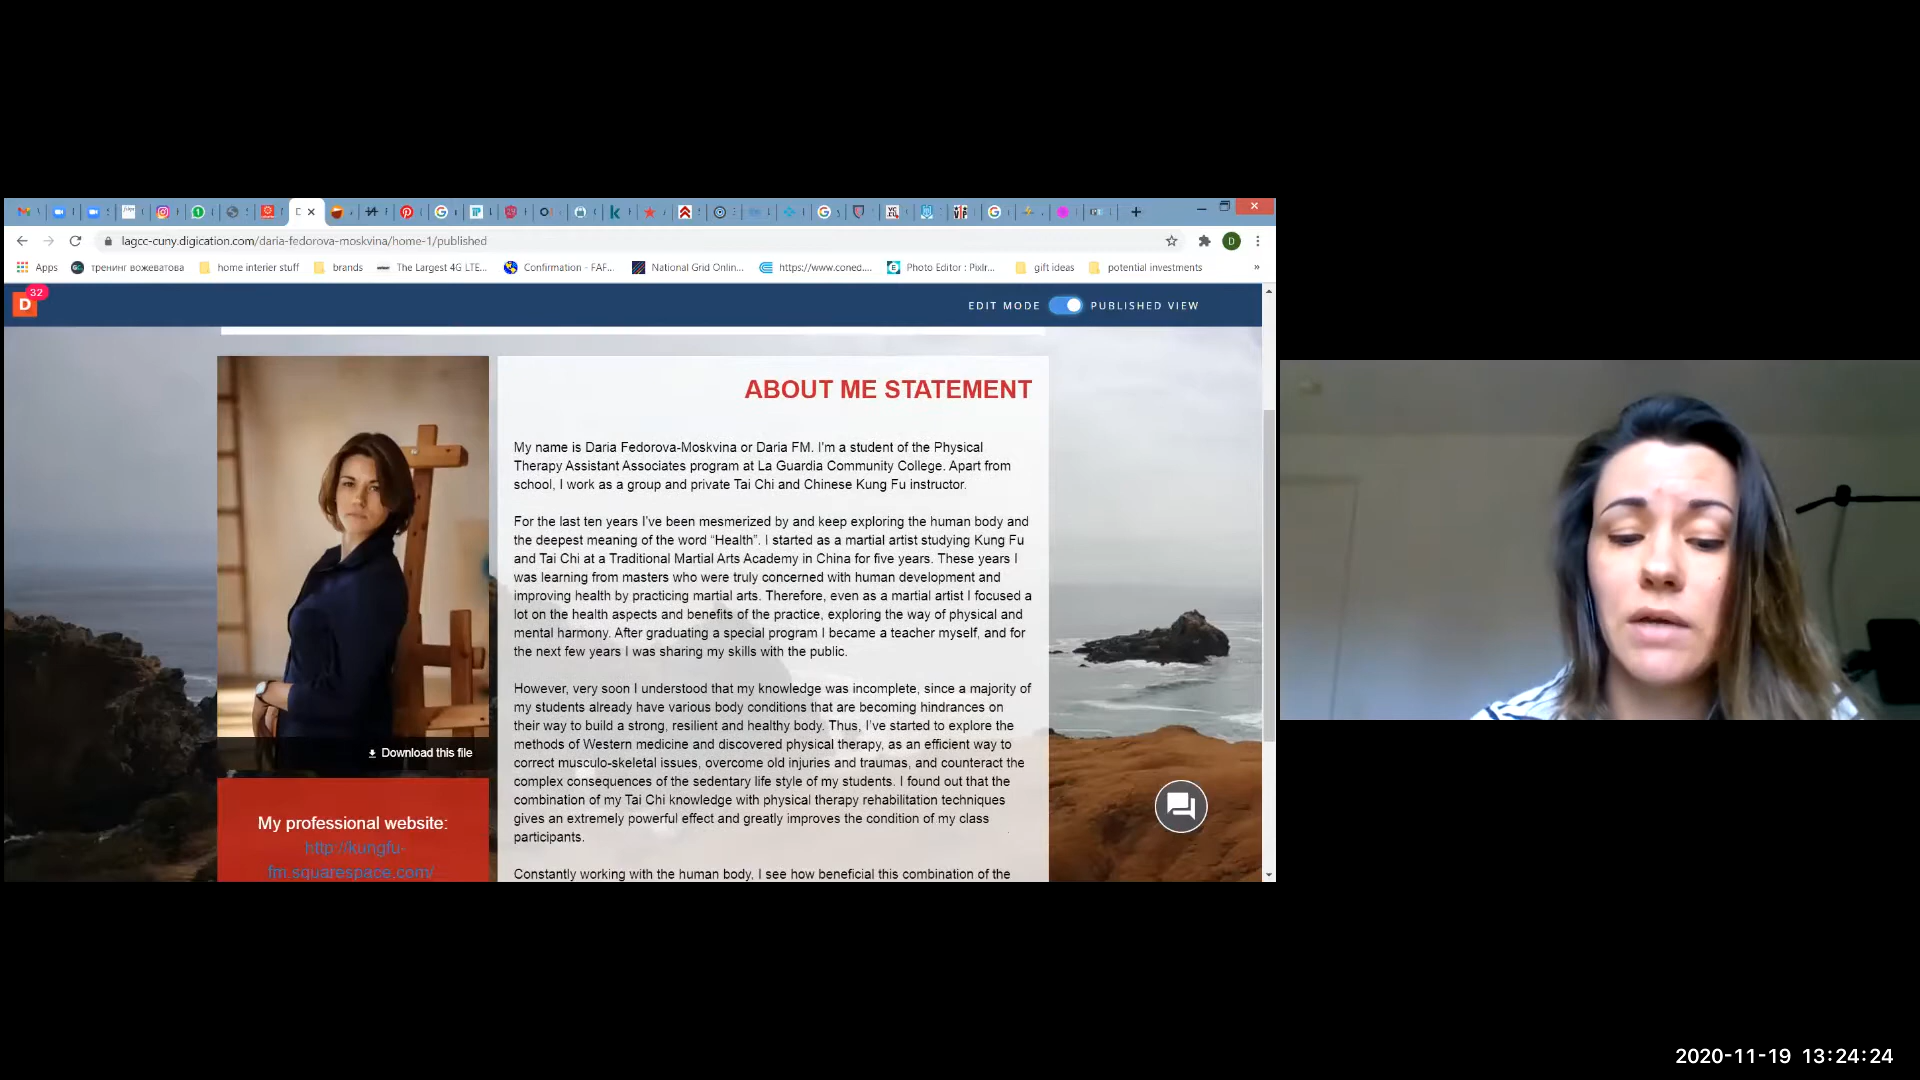 lagcc-cuny.digication.com/daria-fedorova-moskvina/home-1/published
D
Apps
тренинг вожеватова
home interier stuff
brands
The Largest 4G LTE...
Confirmation - FAF...
National Grid Onlin...
https://www.coned....
Photo Editor : Pixlr...
gift ideas
potential investments
»
D
32
EDIT MODE
PUBLISHED VIEW
ABOUT ME STATEMENT
My name is Daria Fedorova-Moskvina or Daria FM. I'm a student of the Physical
Therapy Assistant Associates program at La Guardia Community College. Apart from
school, I work as a group and private Tai Chi and Chinese Kung Fu instructor.
For the last ten years I've been mesmerized by and keep exploring the human body and
the deepest meaning of the word “Health”. I started as a martial artist studying Kung Fu
and Tai Chi at a Traditional Martial Arts Academy in China for five years. These years I
was learning from masters who were truly concerned with human development and
improving health by practicing martial arts. Therefore, even as a martial artist I focused a
lot on the health aspects and benefits of the practice, exploring the way of physical and
mental harmony. After graduating a special program I became a teacher myself, and for
the next few years I was sharing my skills with the public.
However, very soon I understood that my knowledge was incomplete, since a majority of
my students already have various body conditions that are becoming hindrances on
their way to build a strong, resilient and healthy body. Thus, I've started to explore the
methods of Western medicine and discovered physical therapy, as an efficient way to
correct musculo-skeletal issues, overcome old injuries and traumas, and counteract the
complex consequences of the sedentary life style of my students. I found out that the
combination of my Tai Chi knowledge with physical therapy rehabilitation techniques
gives an extremely powerful effect and greatly improves the condition of my class
participants.
Constantly working with the human body, I see how beneficial this combination of the
Download this file
My professional website:
http://kungfu-
fm.squarespace.com/
2020-11-19 13:24:24